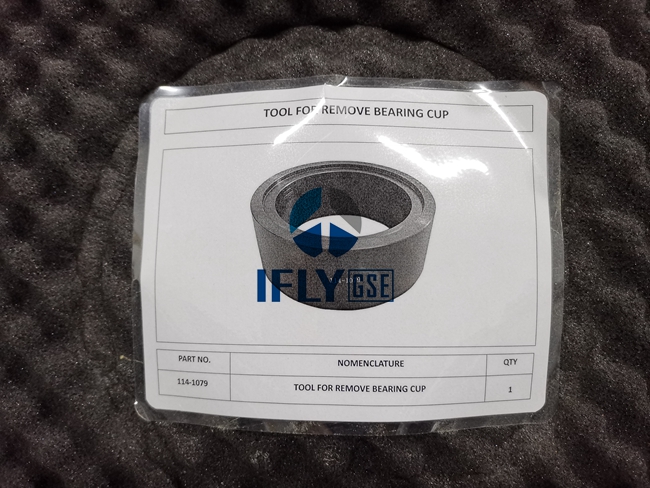 TOOL FOR REMOVE BEARING CUP
IFLY GSE
PART NO. NOMENCLATURE QTY
114-1079 TOOL FOR REMOVE BEARING CUP 1